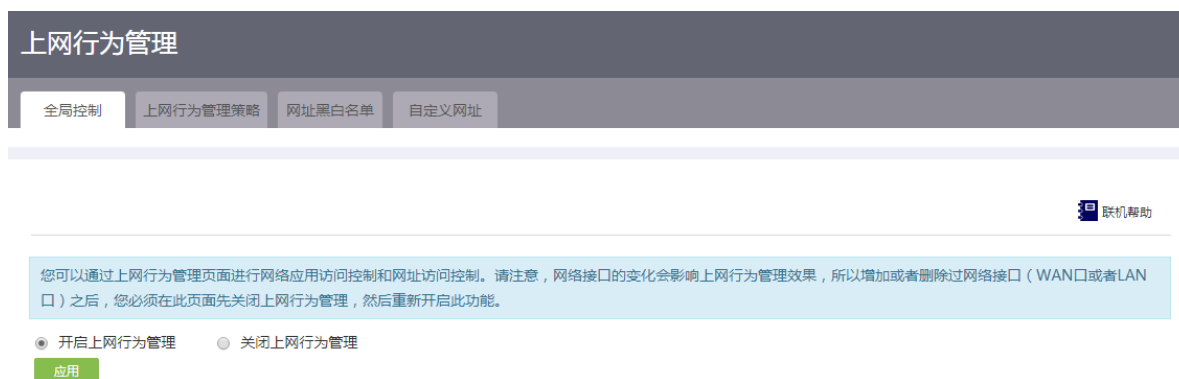 上网行为管理
全局控制 上网行为管理策略 网址黑白名单 自定义网址
联机帮助
您可以通过上网行为管理页面进行网络应用访问控制和网址访问控制。请注意，网络接口的变化会影响上网行为管理效果，所以增加或者删除过网络接口（WAN口或者LAN
口）之后，您必须在此页面先关闭上网行为管理，然后重新开启此功能。
开启上网行为管理 关闭上网行为管理
应用